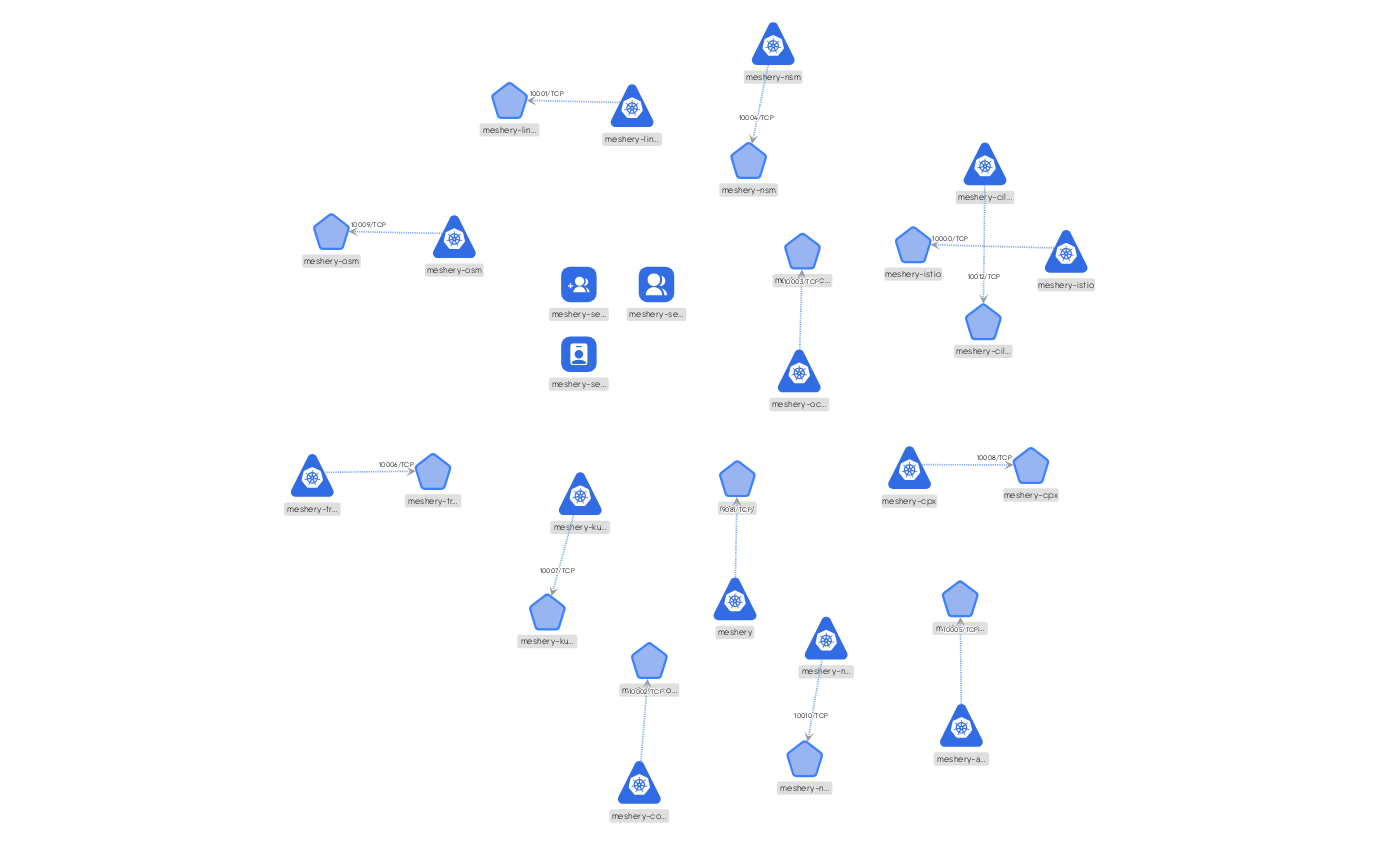 meshery-nsm
10001/TCP
meshery-lin...
meshery-lin...
10004/TCP
meshery-nsm
meshery-cil...
10009/TCP
meshery-osm
meshery-osm
10000/TCP
meshery-istio
meshery-istio
10003/TCP
10012/TCP
meshery-se...
meshery-se...
meshery-cil...
meshery-se...
meshery-oc...
10006/TCP
meshery-tr...
meshery-tr...
10008/TCP
meshery-cpx
meshery-cpx
9081/TCP
meshery-ku...
10007/TCP
meshery-ku...
meshery
10005/TCP
meshery-n...
10002/TCP
10010/TCP
meshery-a...
meshery-n...
meshery-co...